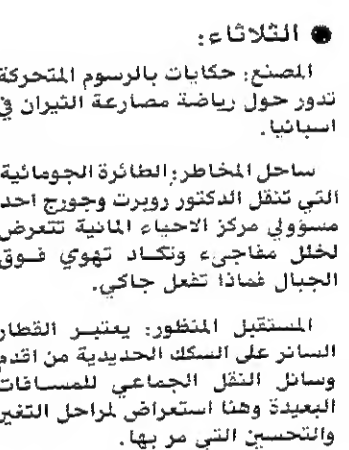 ● الثلاثاء:
المصنع: حكايات بالرسوم المتحركة
تدور حول رياضة مصارعة الثيران في
اسبانيا.
ساحل المخاطر: الطائرة الجومائية
التي تنقل الدكتور روبرت وجورج احد
مسؤولي مركز الاحياء المائية تتعرض
لخلل مفاجىء وتكاد تهوي فوق
الجبال فماذا تفعل جاكي.
المستقبل المنظور: يعتبر القطار
السائر على السكك الحديدية من اقدم
وسائل النقل الجماعي للمسافات
البعيدة وهنا استعراض لمراحل التغير
والتحسين التي مر بها.